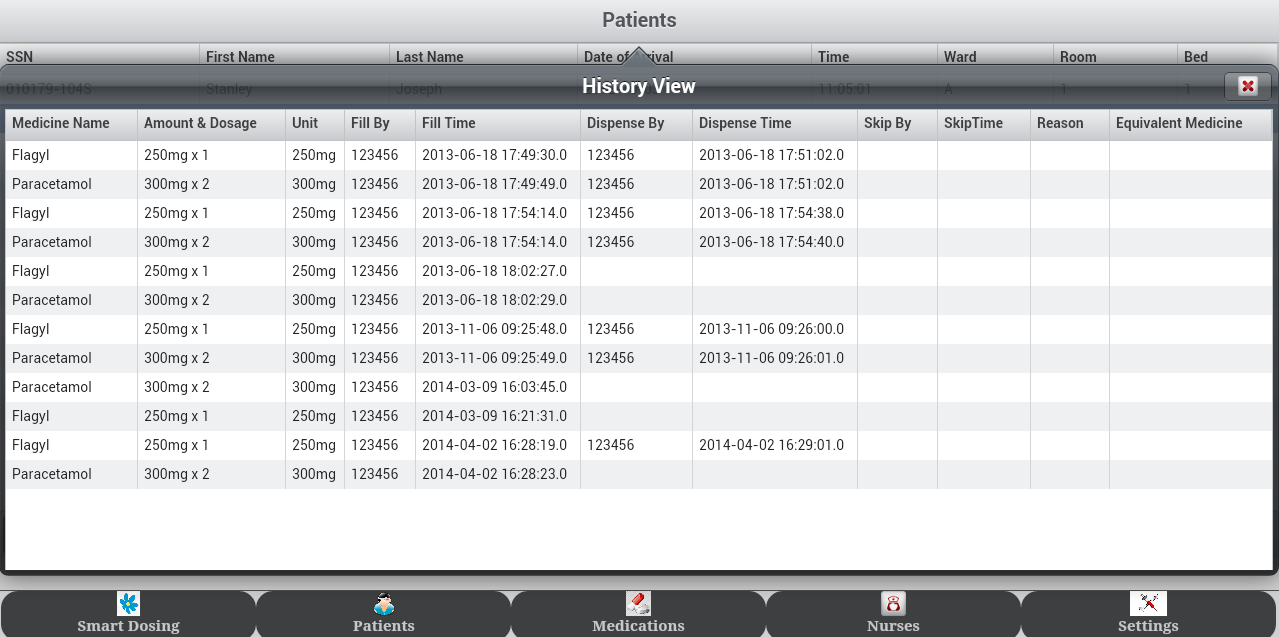 Patients
SSN First Name Last Name Date of Arrival Time Ward Room Bed
010179-104S Stanley Joseph 11:05:01 A 1 1
History View
Medicine Name Amount & Dosage Unit Fill By Fill Time Dispense By Dispense Time Skip By SkipTime Reason Equivalent Medicine
Flagyl 250mg x 1 250mg 123456 2013-06-18 17:49:30.0 123456 2013-06-18 17:51:02.0
Paracetamol 300mg x 2 300mg 123456 2013-06-18 17:49:49.0 123456 2013-06-18 17:51:02.0
Flagyl 250mg x 1 250mg 123456 2013-06-18 17:54:14.0 123456 2013-06-18 17:54:38.0
Paracetamol 300mg x 2 300mg 123456 2013-06-18 17:54:14.0 123456 2013-06-18 17:54:40.0
Flagyl 250mg x 1 250mg 123456 2013-06-18 18:02:27.0
Paracetamol 300mg x 2 300mg 123456 2013-06-18 18:02:29.0
Flagyl 250mg x 1 250mg 123456 2013-11-06 09:25:48.0 123456 2013-11-06 09:26:00.0
Paracetamol 300mg x 2 300mg 123456 2013-11-06 09:25:49.0 123456 2013-11-06 09:26:01.0
Paracetamol 300mg x 2 300mg 123456 2014-03-09 16:03:45.0
Flagyl 250mg x 1 250mg 123456 2014-03-09 16:21:31.0
Flagyl 250mg x 1 250mg 123456 2014-04-02 16:28:19.0 123456 2014-04-02 16:29:01.0
Paracetamol 300mg x 2 300mg 123456 2014-04-02 16:28:23.0
Smart Dosing Patients Medications Nurses Settings